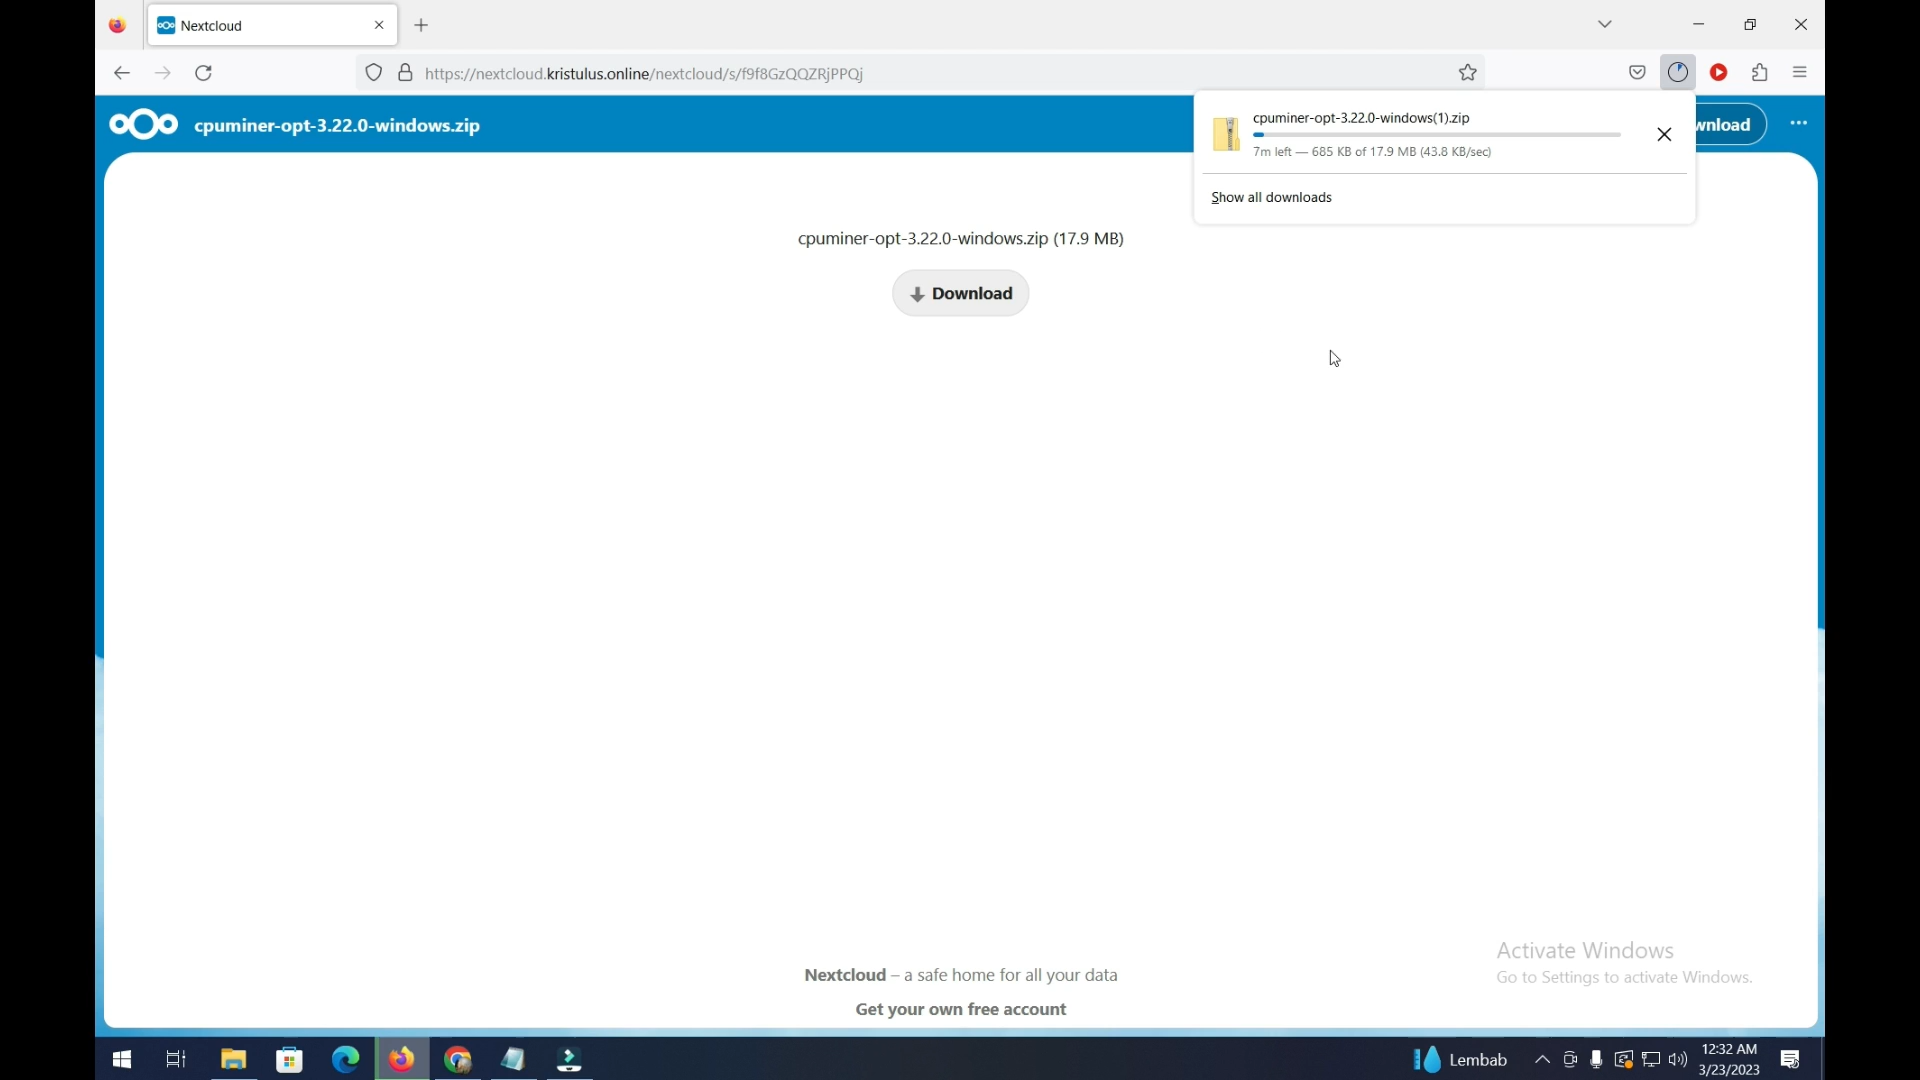 Nextcloud
https://nextcloud.kristulus.online/nextcloud/s/f9f8GzQQZRjPPQj
cpuminer-opt-3.22.0-windows.zip
wnload
cpuminer-opt-3.22.0-windows(1).zip
7m left — 685 KB of 17.9 MB (43.8 KB/sec)
Show all downloads
cpuminer-opt-3.22.0-windows.zip (17.9 MB)
Download
Activate Windows
Go to Settings to activate Windows.
Nextcloud – a safe home for all your data
Get your own free account
Lembab
12:32 AM
3/23/2023